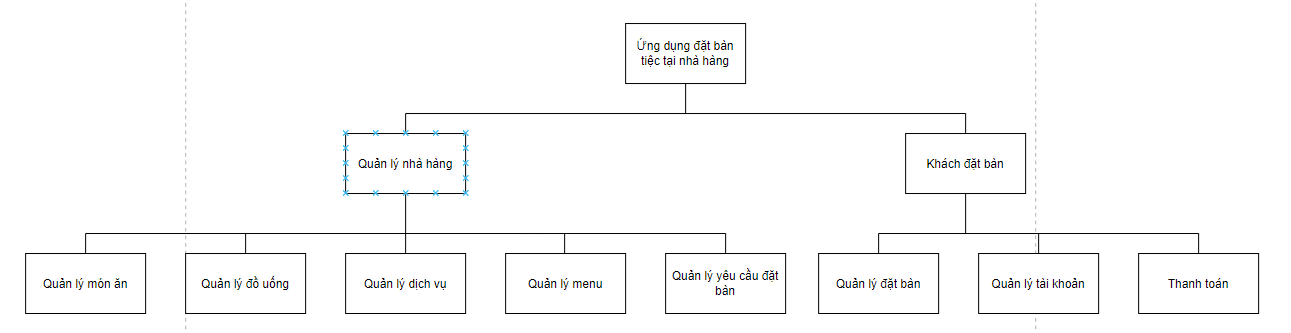 Ứng dụng đặt bàn
tiệc tại nhà hàng
Quản lý nhà hàng
Khách đặt bàn
Quản lý món ăn
Quản lý đồ uống
Quản lý dịch vụ
Quản lý menu
Quản lý yêu cầu đặt
bàn
Quản lý đặt bàn
Quản lý tài khoản
Thanh toán